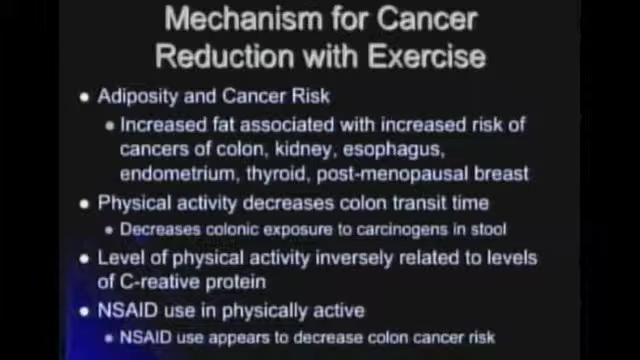 Mechanism for Cancer
Reduction with Exercise
• Adiposity and Cancer Risk
• Increased fat associated with increased risk of
cancers of colon, kidney, esophagus,
endometrium, thyroid, post-menopausal breast
• Physical activity decreases colon transit time
• Decreases colonic exposure to carcinogens in stool
• Level of physical activity inversely related to levels
of C-reative protein
• NSAID use in physically active
• NSAID use appears to decrease colon cancer risk